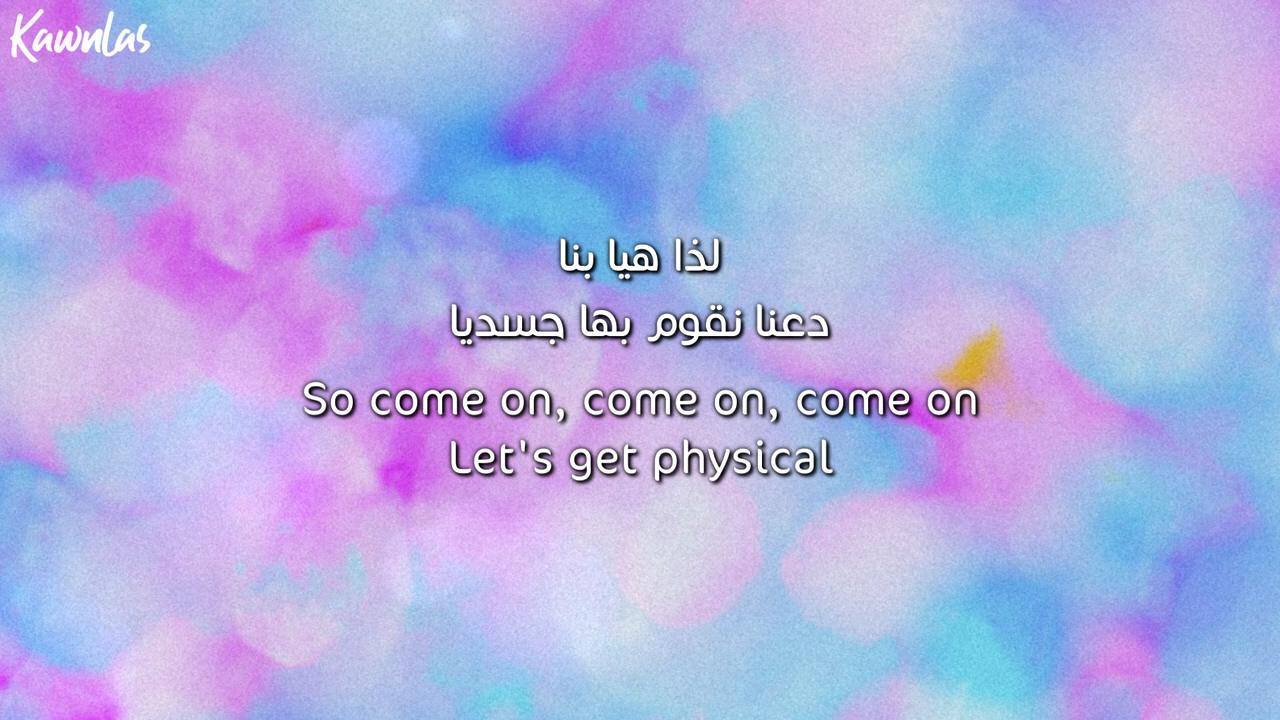 Kawnlas
لذا هيا بنا
دعنا نقوم بها جسديا
So come on, come on, come on
Let's get physical